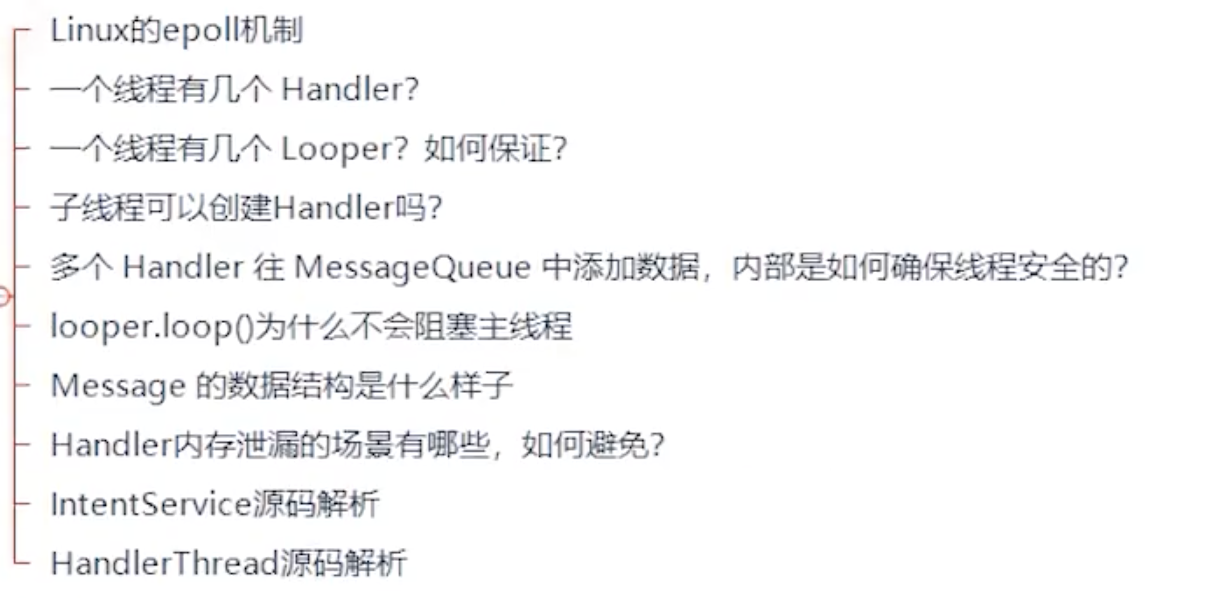 Linux的epoll机制
一个线程有几个 Handler?
一个线程有几个 Looper？如何保证?
子线程可以创建Handler吗?
多个 Handler 往 MessageQueue 中添加数据，内部是如何确保线程安全的?
looper.loop()为什么不会阻塞主线程
Message 的数据结构是什么样子
Handler内存泄漏的场景有哪些，如何避免?
IntentService源码解析
HandlerThread源码解析